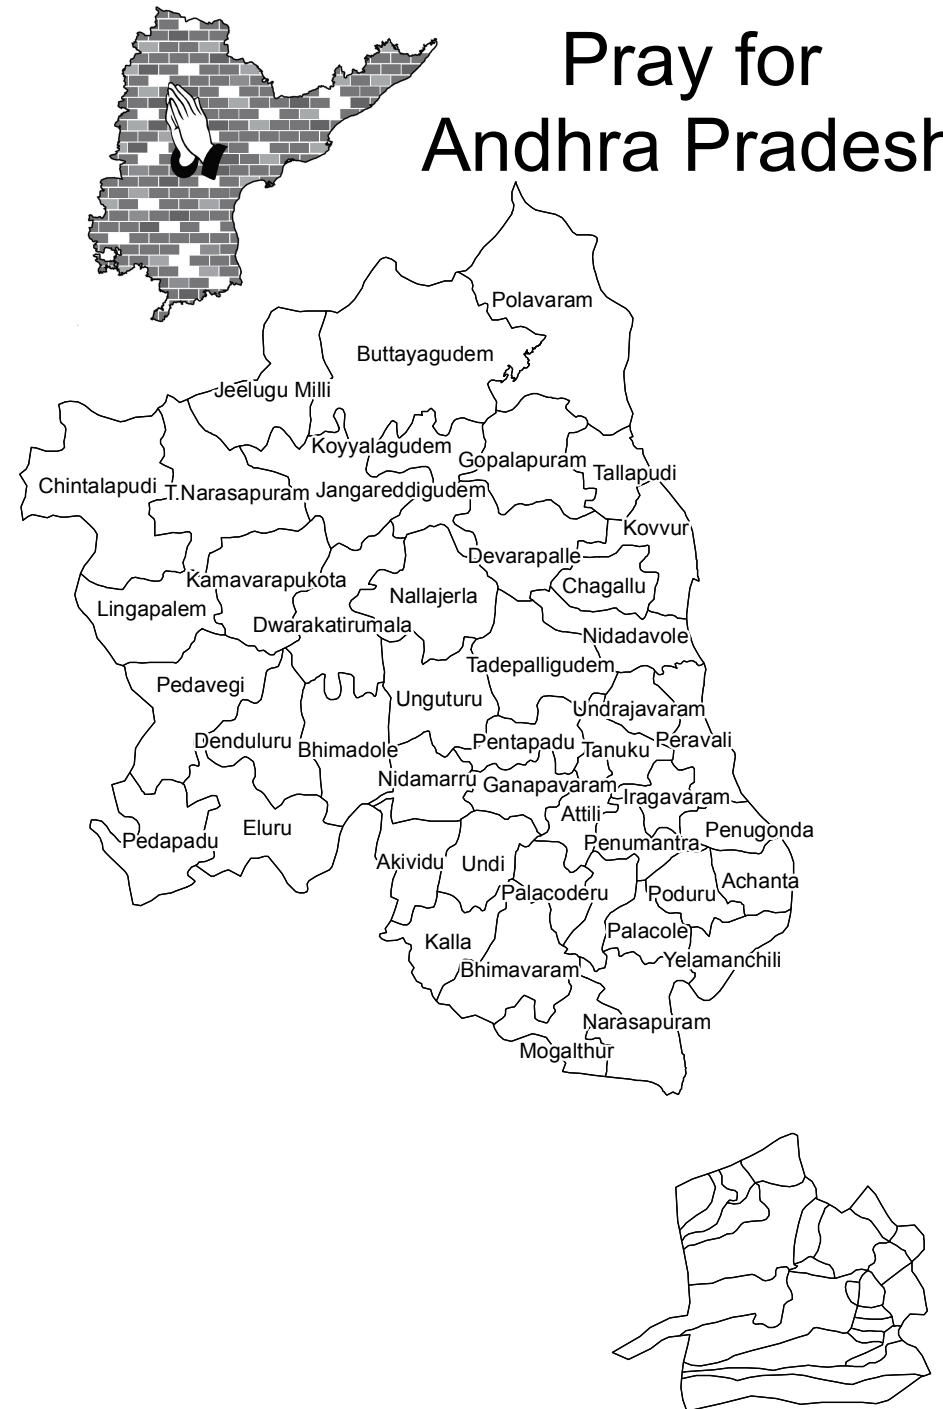 Pray for
Andhra Pradesh
Polavaram
Buttayagudem
Jeelugu Milli
Koyyalagudem
Gopalapuram
Tallapudi
Chintalapudi
T.Narasapuram
Jangareddigudem
Kovvur
Devarapalle
Kamavarapukota
Chagallu
Nallajerla
Lingapalem
Dwarakatirumala
Nidadavole
Tadepalligudem
Pedavegi
Unguturu
Undrajavaram
Denduluru
Bhimadole
Pentapadu
Tanuku
Peravali
Nidamarru
Ganapavaram
Iragavaram
Attili
Eluru
Pedapadu
Penumantra
Penugonda
Akividu
Undi
Palacoderu
Poduru
Achanta
Kalla
Palacole
Bhimavaram
Yelamanchili
Narasapuram
Mogalthur